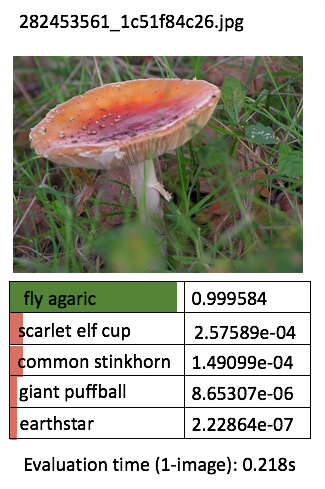 282453561_1c51f84c26.jpg
fly agaric 0.999584
scarlet elf cup 2.57589e-04
common stinkhorn 1.49099e-04
giant puffball 8.65307e-06
earthstar 2.22864e-07
Evaluation time (1-image): 0.218s